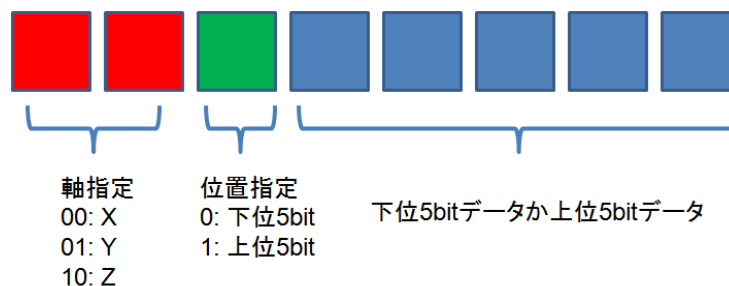 軸指定
00: X
01: Y
10: Z
位置指定
0: 下位5bit
1: 上位5bit
下位5bitデータか上位5bitデータ